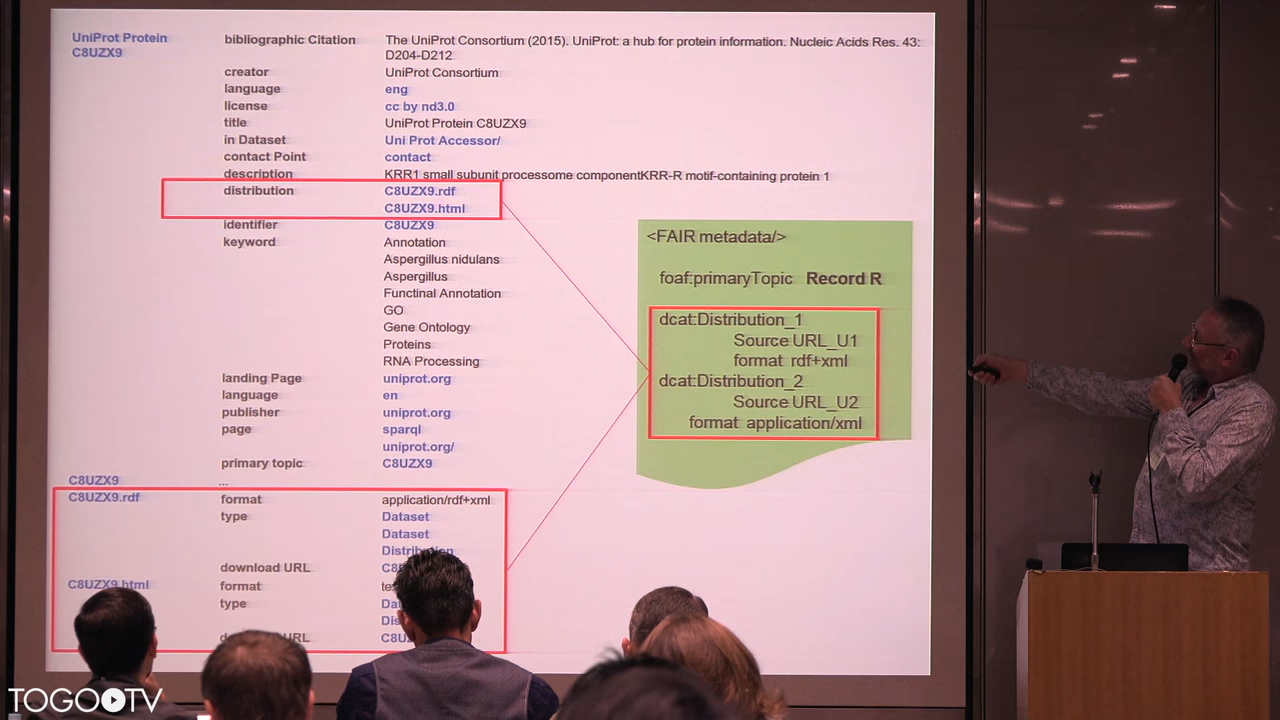 UniProt Protein C8UZX9
bibliographic Citation The UniProt Consortium (2015). UniProt: a hub for protein information. Nucleic Acids Res. 43:
D204-D212
creator UniProt Consortium
language eng
license cc by nd3.0
title UniProt Protein C8UZX9
in Dataset Uni Prot Accessor/
contact Point contact
description KRR1 small subunit processome componentKRR-R motif-containing protein 1
distribution C8UZX9.rdf
C8UZX9.html
identifier C8UZX9
keyword Annotation
Aspergillus nidulans
Aspergillus
Functinal Annotation
GO
Gene Ontology
Proteins
RNA Processing
landing Page uniprot.org
language en
publisher uniprot.org
page sparql
uniprot.org/
primary topic C8UZX9
C8UZX9 ...
C8UZX9.rdf format application/rdf+xml
type Dataset
Dataset
Distribution
download URL
C8UZX9.html format
type
<FAIR metadata/>
foaf:primaryTopic Record R
dcat:Distribution_1
Source URL_U1
format rdf+xml
dcat:Distribution_2
Source URL_U2
format application/xml
TOGOTV